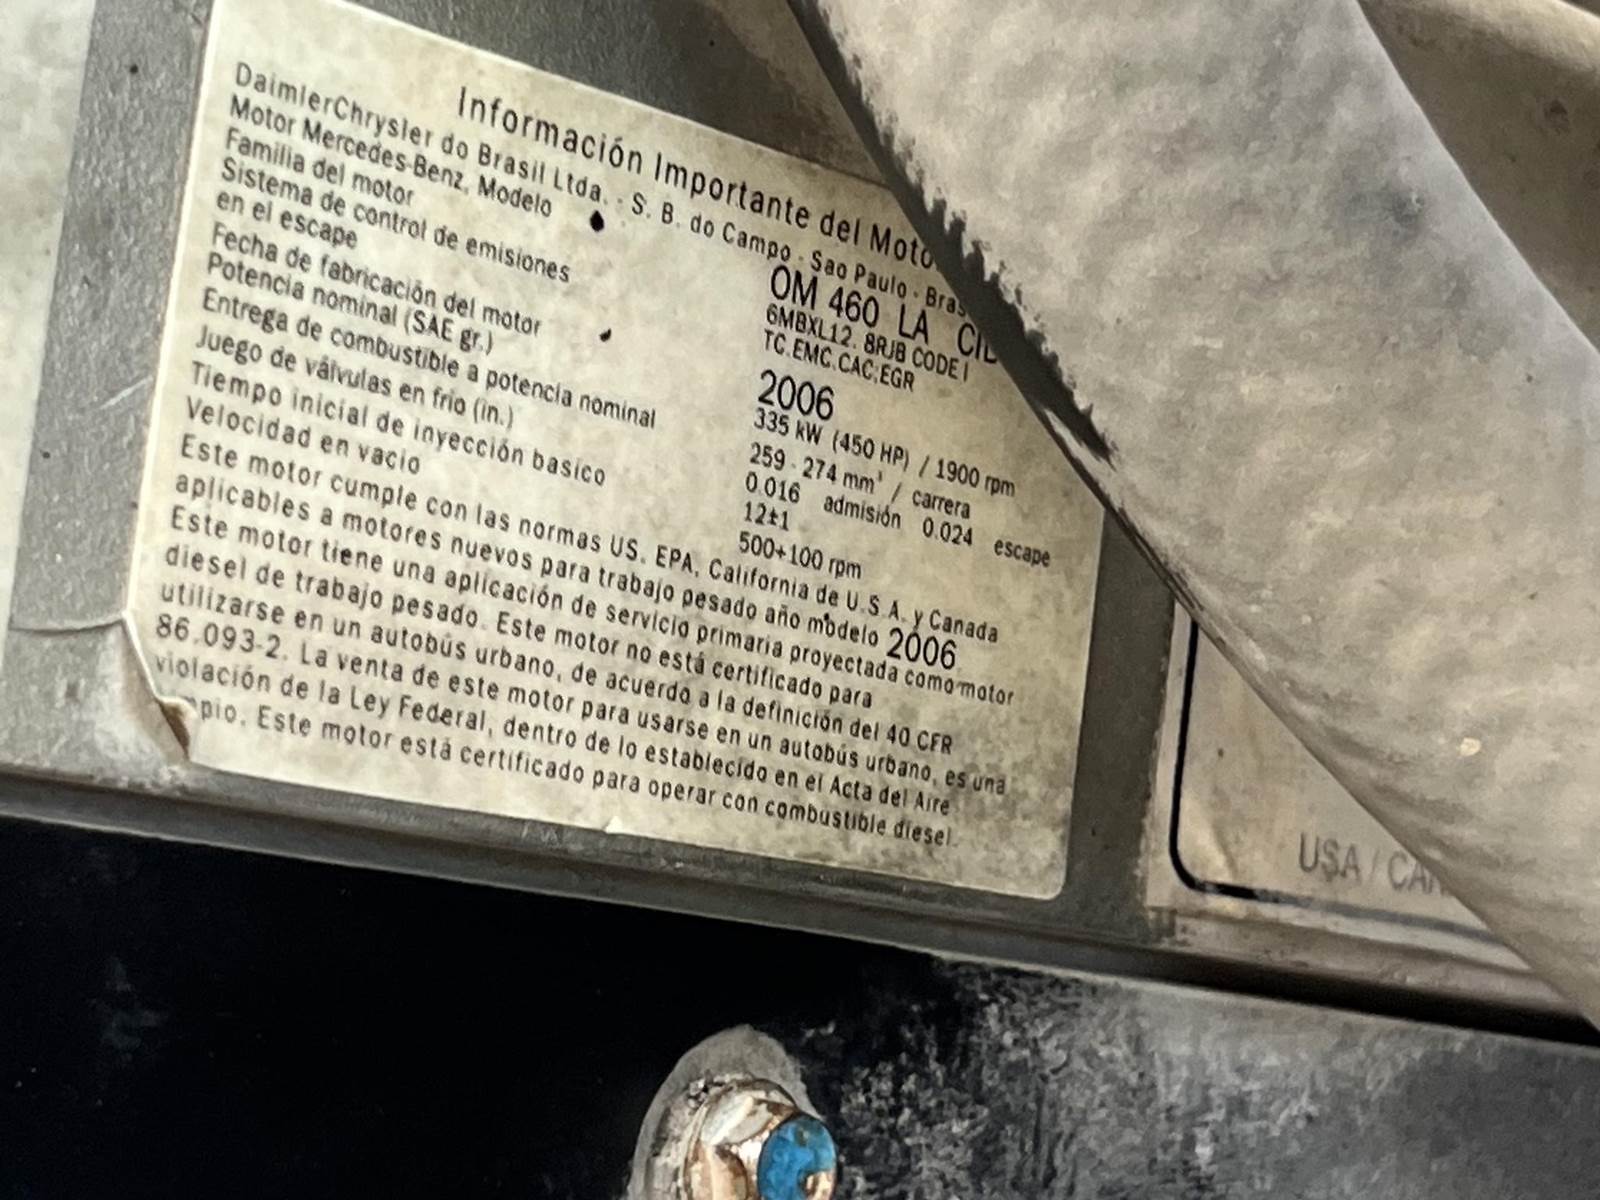 Información Importante del Moto
DaimlerChrysler do Brasil Ltda. - S. B. do Campo - Sao Paulo - Bras
Motor Mercedes-Benz, Modelo OM 460 LA
Familia del motor 6MBXL12. 8RJB CODE I
Sistema de control de emisiones TC.EMC.CAC;EGR
en el escape
Fecha de fabricación del motor 2006
Potencia nominal (SAE gr.) 335 kW (450 HP) / 1900 rpm
Entrega de combustible a potencia nominal 259 - 274 mm³ / carrera
Juego de válvulas en frio (in.) 0.016 admisión 0.024 escape
Tiempo inicial de inyección basico 12±1
Velocidad en vacio 500+100 rpm
Este motor cumple con las normas US. EPA, California de U.S.A. y Canada
aplicables a motores nuevos para trabajo pesado año modelo 2006
Este motor tiene una aplicación de servicio primaria proyectada como motor
diesel de trabajo pesado. Este motor no está certificado para
utilizarse en un autobús urbano, de acuerdo a la definición del 40 CFR
86.093-2. La venta de este motor para usarse en un autobús urbano, es una
violación de la Ley Federal, dentro de lo establecido en el Acta del Aire
mpio. Este motor está certificado para operar con combustible diesel.
USA / CAN